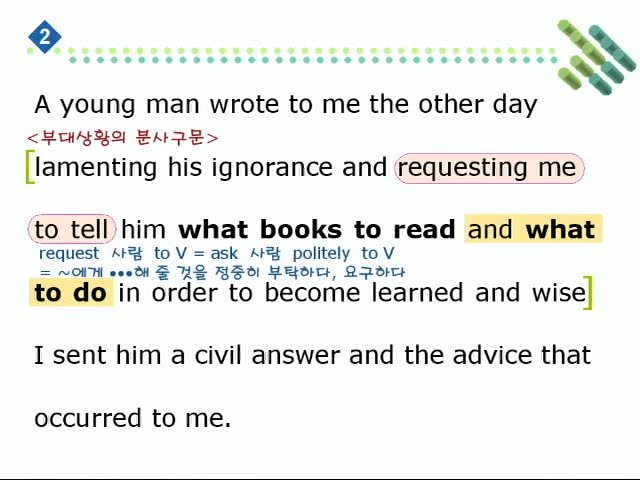 2
A young man wrote to me the other day
<부대상황의 분사구문>
[lamenting his ignorance and requesting me
to tell him what books to read and what
request 사람 to V = ask 사람 politely to V
= ~에게 •••해 줄 것을 정중히 부탁하다, 요구하다
to do in order to become learned and wise]
I sent him a civil answer and the advice that
occurred to me.